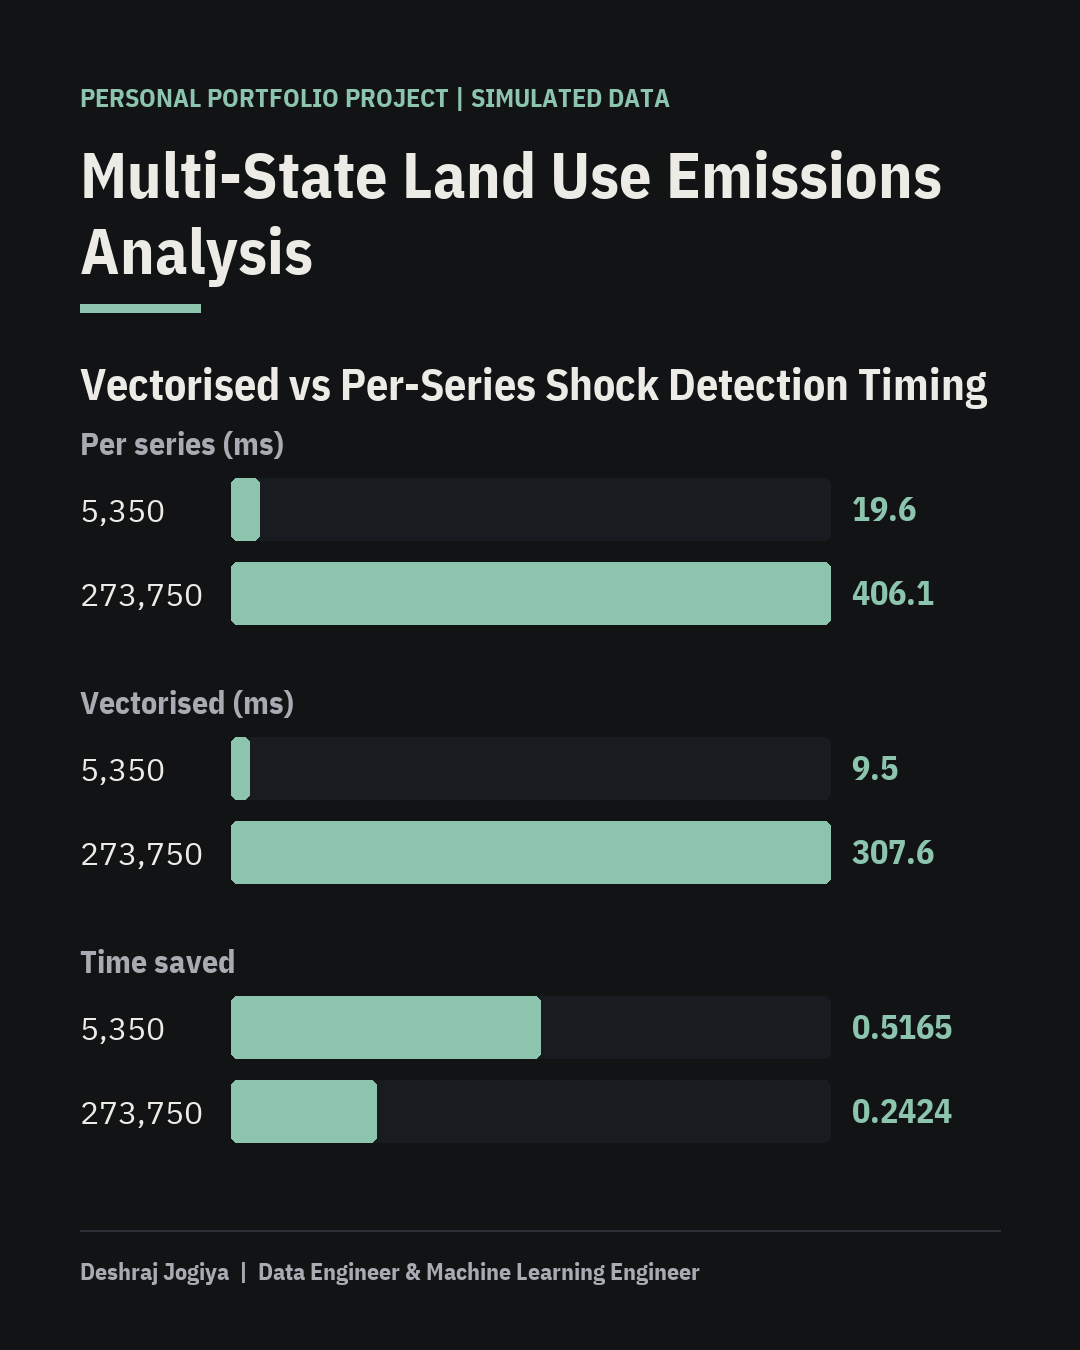 PERSONAL PORTFOLIO PROJECT | SIMULATED DATA
Multi-State Land Use Emissions
Analysis
Vectorised vs Per-Series Shock Detection Timing
Per series (ms)
5,350 19.6
273,750 406.1
Vectorised (ms)
5,350 9.5
273,750 307.6
Time saved
5,350 0.5165
273,750 0.2424
Deshraj Jogiya | Data Engineer & Machine Learning Engineer